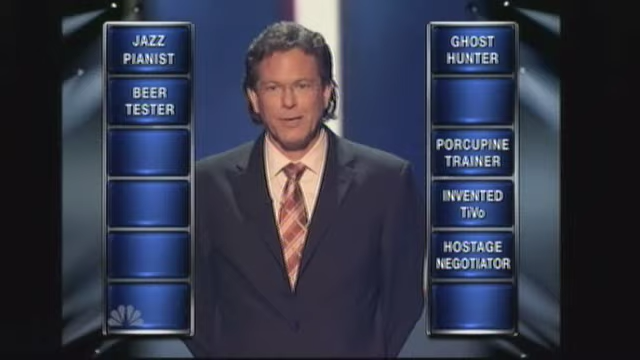 JAZZ
PIANIST
BEER
TESTER
GHOST
HUNTER
PORCUPINE
TRAINER
INVENTED
TiVo
HOSTAGE
NEGOTIATOR